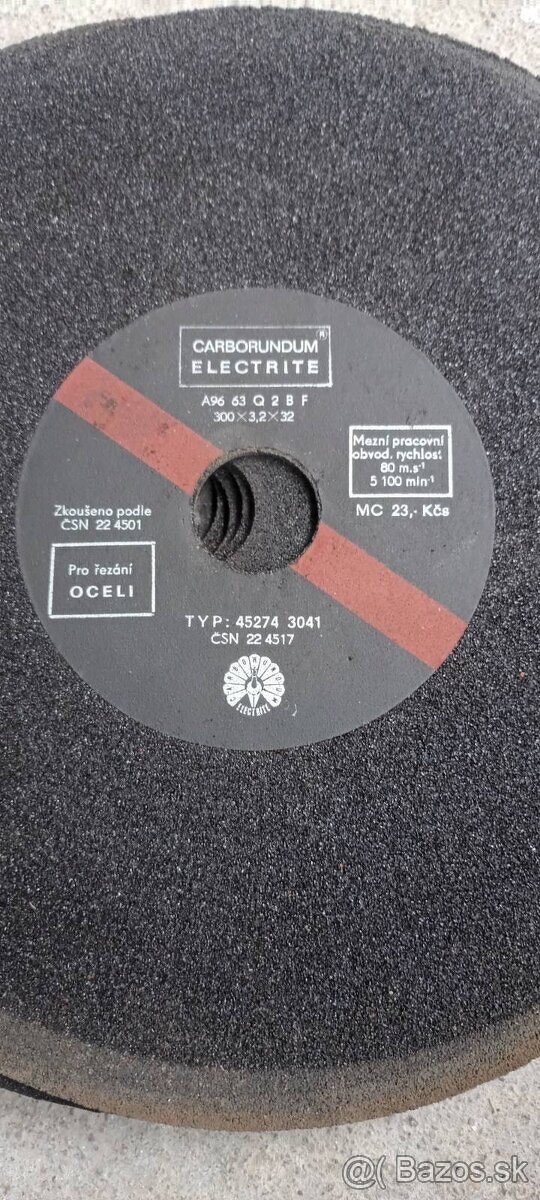 CARBORUNDUM®
ELECTRITE
A96 63 Q 2 B F
300×3,2×32
Mezní pracovní
obvod. rychlost
80 m.s-¹
5 100 min-¹
MC 23,- Kčs
Zkoušeno podle
ČSN 22 4501
Pro řezání
OCELI
TYP: 45274 3041
ČSN 22 4517
ELECTRITE
@( Bazos.sk